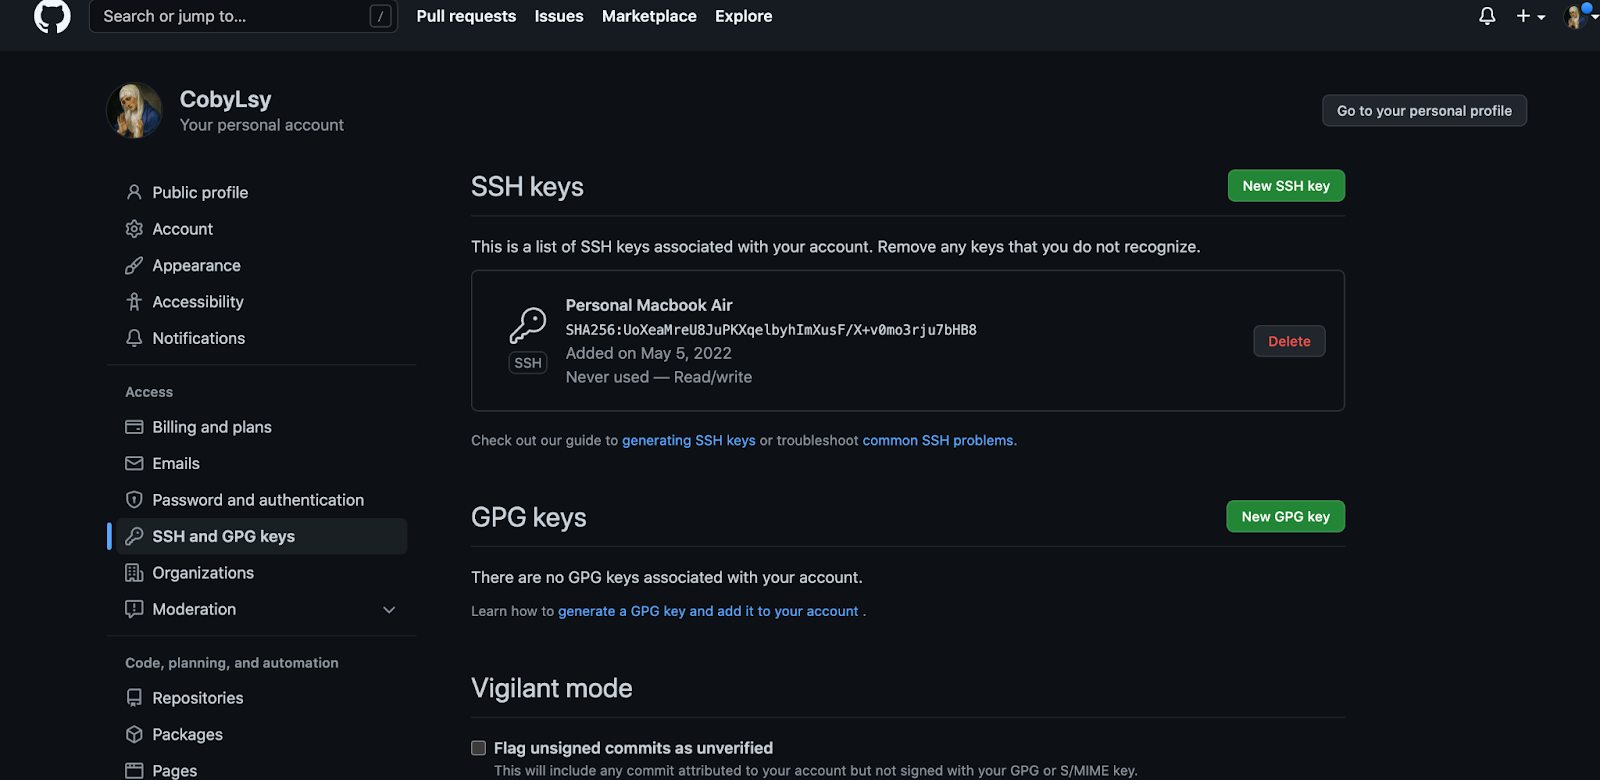 Search or jump to...
/
Pull requests
Issues
Marketplace
Explore
CobyLsy
Your personal account
Go to your personal profile
Public profile
Account
Appearance
Accessibility
Notifications
Access
Billing and plans
Emails
Password and authentication
SSH and GPG keys
Organizations
Moderation
Code, planning, and automation
Repositories
Packages
Pages
SSH keys
New SSH key
This is a list of SSH keys associated with your account. Remove any keys that you do not recognize.
Personal Macbook Air
SHA256:UoXeaMreU8JuPKXqelbyhImXusF/X+v0mo3rju7bHB8
Added on May 5, 2022
Never used — Read/write
SSH
Delete
Check out our guide to generating SSH keys or troubleshoot common SSH problems.
GPG keys
New GPG key
There are no GPG keys associated with your account.
Learn how to generate a GPG key and add it to your account .
Vigilant mode
Flag unsigned commits as unverified
This will include any commit attributed to your account but not signed with your GPG or S/MIME key.